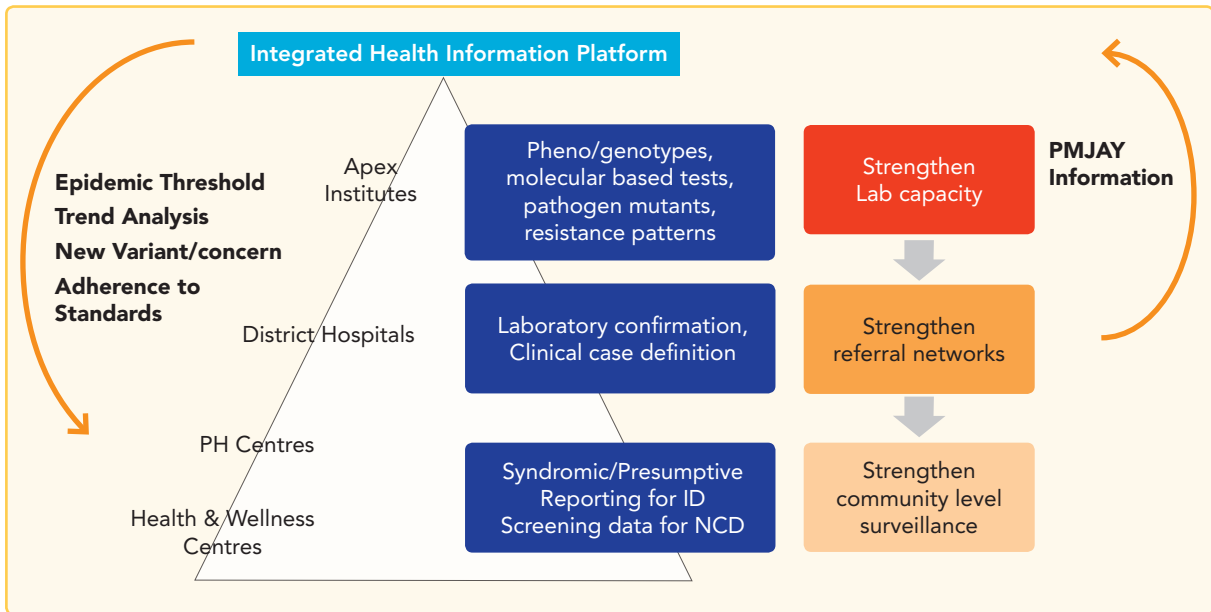 Integrated Health Information Platform
Epidemic Threshold
Trend Analysis
New Variant/concern
Adherence to
Standards
Apex
Institutes
Pheno/genotypes,
molecular based tests,
pathogen mutants,
resistance patterns
Strengthen
Lab capacity
PMJAY
Information
District Hospitals
Laboratory confirmation,
Clinical case definition
Strengthen
referral networks
PH Centres
Health & Wellness
Centres
Syndromic/Presumptive
Reporting for ID
Screening data for NCD
Strengthen
community level
surveillance